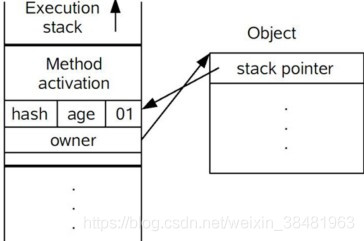 Execution
stack
Object
Method
activation
stack pointer
hash age 01
owner
https://blog.csdn.net/weixin_38481963